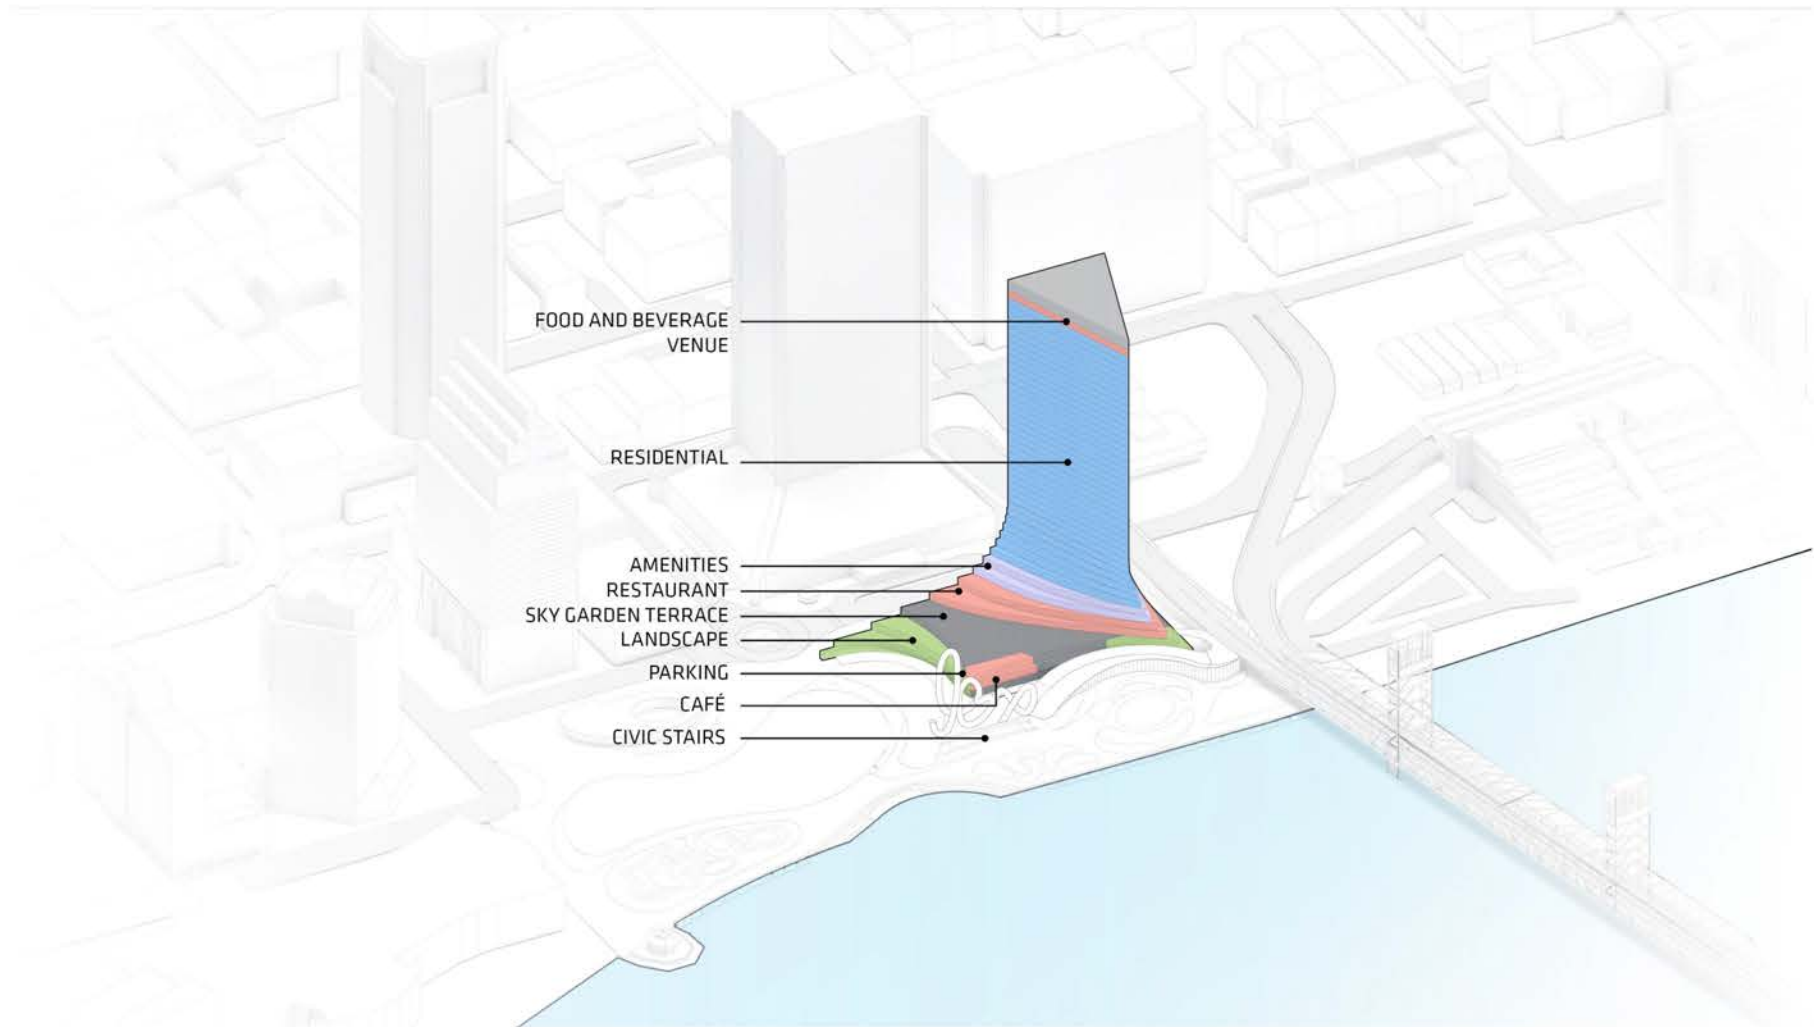 FOOD AND BEVERAGE
VENUE
RESIDENTIAL
AMENITIES
RESTAURANT
SKY GARDEN TERRACE
LANDSCAPE
PARKING
CAFÉ
CIVIC STAIRS